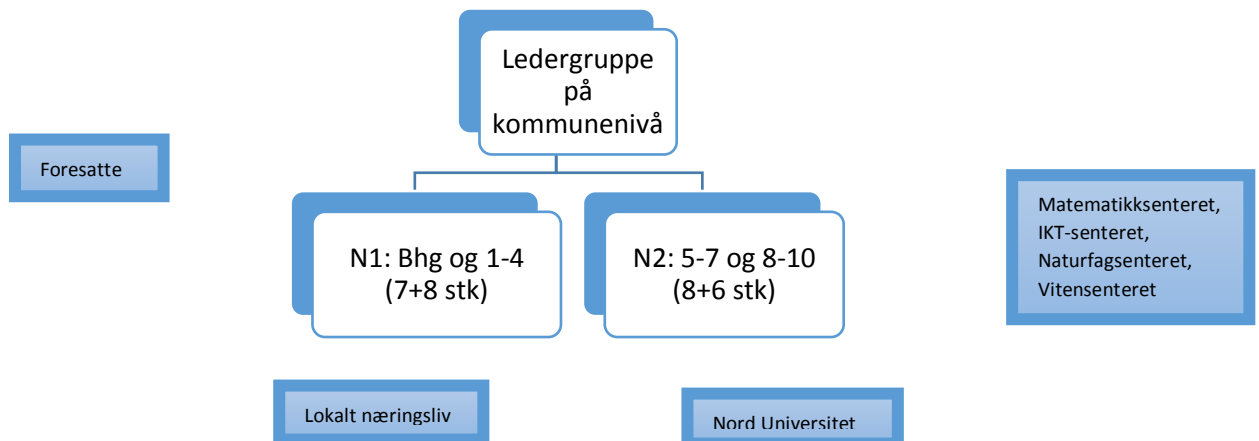 Ledergruppe
på
kommunenivå
Foresatte
N1: Bhg og 1-4
(7+8 stk)
N2: 5-7 og 8-10
(8+6 stk)
Matematikksenteret,
IKT-senteret,
Naturfagsenteret,
Vitensenteret
Lokalt næringsliv
Nord Universitet